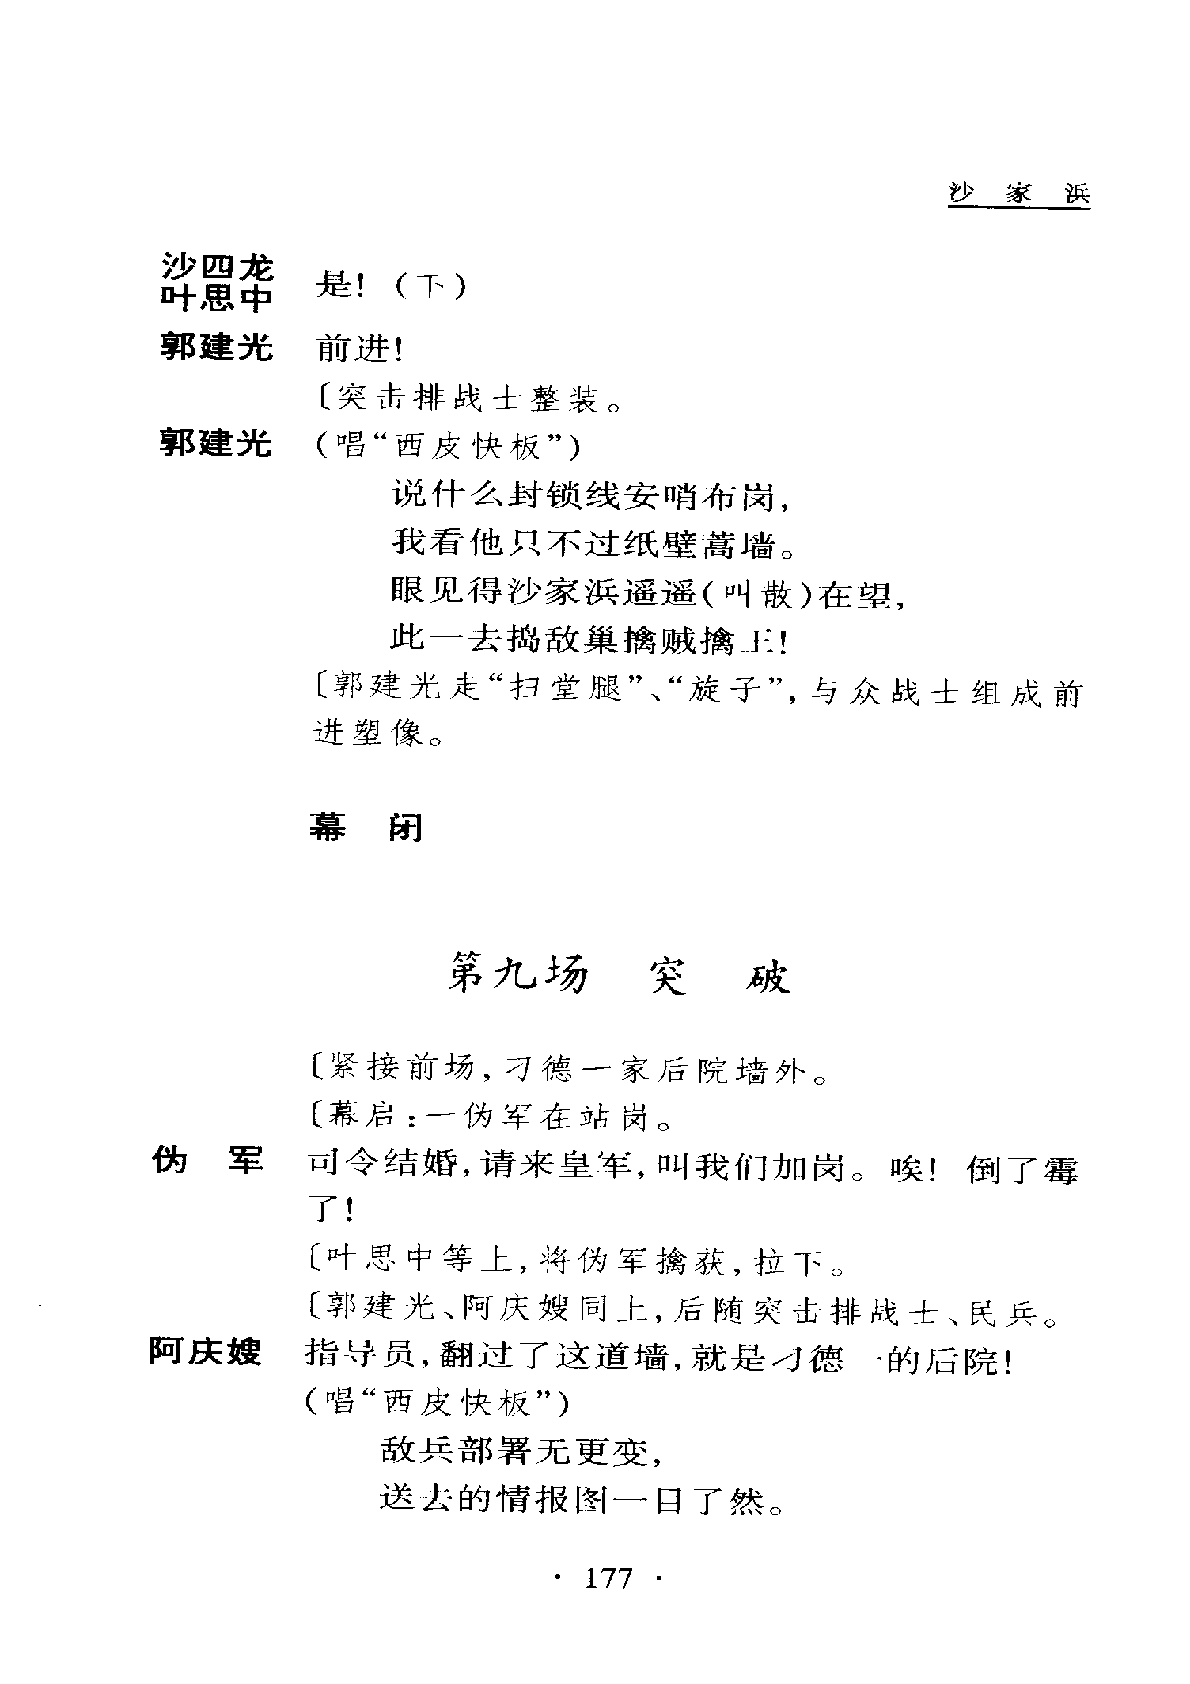 沙 家 浜
沙四龙
叶思中 是!(下)
郭建光 前进!
〔突击排战士整装。
郭建光 (唱“西皮快板”)
说什么封锁线安哨布岗,
我看他只不过纸壁蒿墙。
眼见得沙家浜遥遥(叫散)在望,
此一去捣敌巢擒贼擒王!
〔郭建光走“扫堂腿”、“旋子”,与众战士组成前
进塑像。
幕 闭
第九场 突 破
〔紧接前场,刁德一家后院墙外。
〔幕启:一伪军在站岗。
伪 军 司令结婚,请来皇军,叫我们加岗。唉!倒了霉
了!
〔叶思中等上,将伪军擒获,拉下。
〔郭建光、阿庆嫂同上,后随突击排战士、民兵。
阿庆嫂 指导员,翻过了这道墙,就是刁德一的后院!
(唱“西皮快板”)
敌兵部署无更变,
送去的情报图一目了然。
· 177 ·